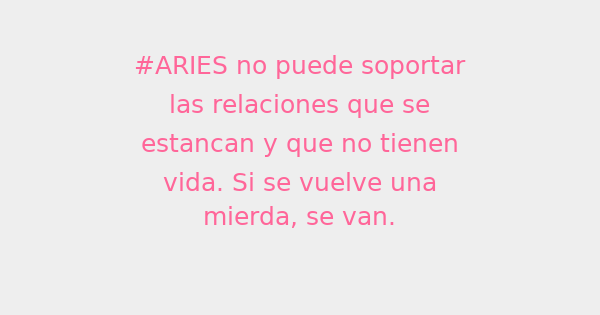 #ARIES no puede soportar
las relaciones que se
estancan y que no tienen
vida. Si se vuelve una
mierda, se van.